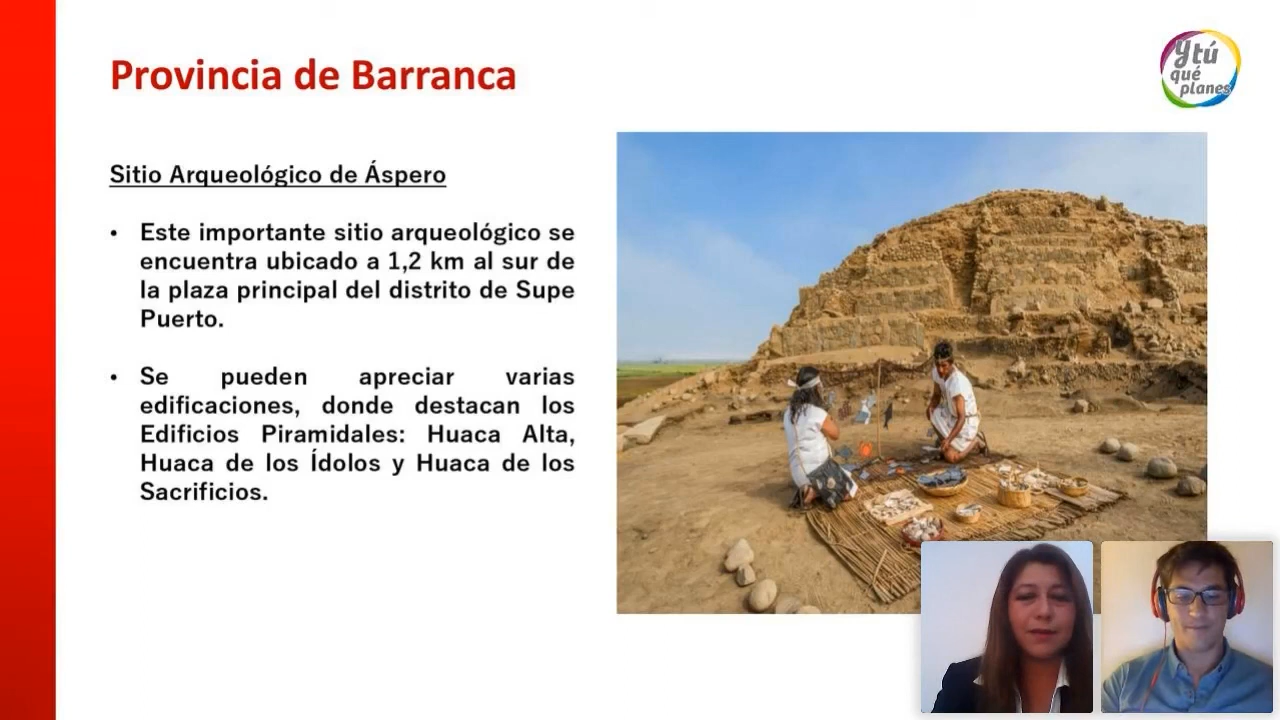 Provincia de Barranca
Y tú
qué
planes
Sitio Arqueológico de Áspero
• Este importante sitio arqueológico se
encuentra ubicado a 1,2 km al sur de
la plaza principal del distrito de Supe
Puerto.
• Se pueden apreciar varias
edificaciones, donde destacan los
Edificios Piramidales: Huaca Alta,
Huaca de los Ídolos y Huaca de los
Sacrificios.